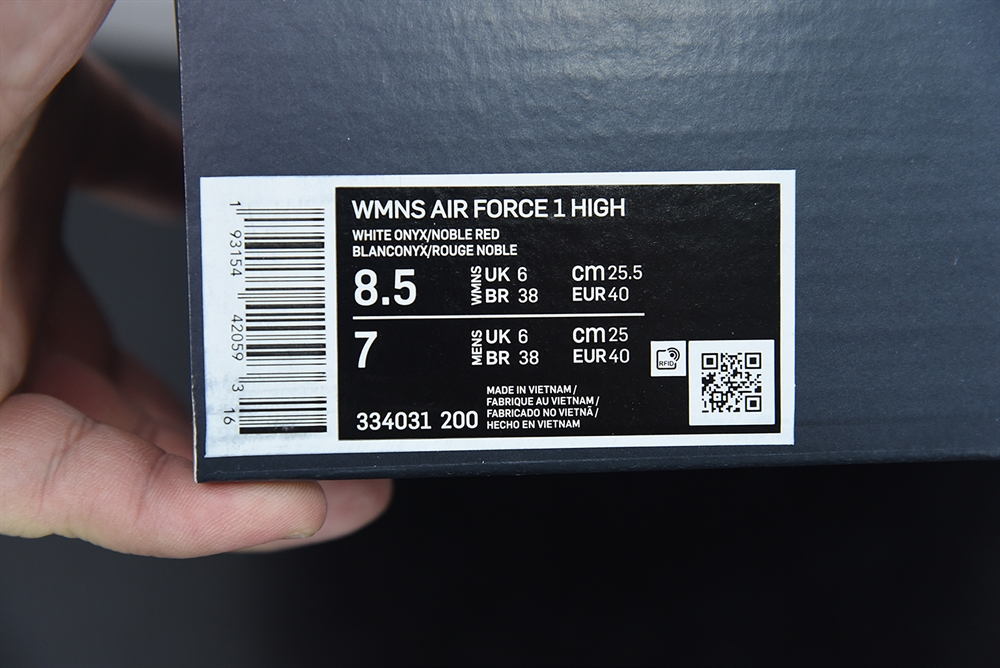 1 93154 42059 3 16
WMNS AIR FORCE 1 HIGH
WHITE ONYX/NOBLE RED
BLANCONYX/ROUGE NOBLE
8.5 WMNS UK 6 cm 25.5
BR 38 EUR 40
7 MENS UK 6 cm 25
BR 38 EUR 40
RFID
MADE IN VIETNAM /
FABRIQUE AU VIETNAM /
FABRICADO NO VIETNÃ /
334031 200 HECHO EN VIETNAM